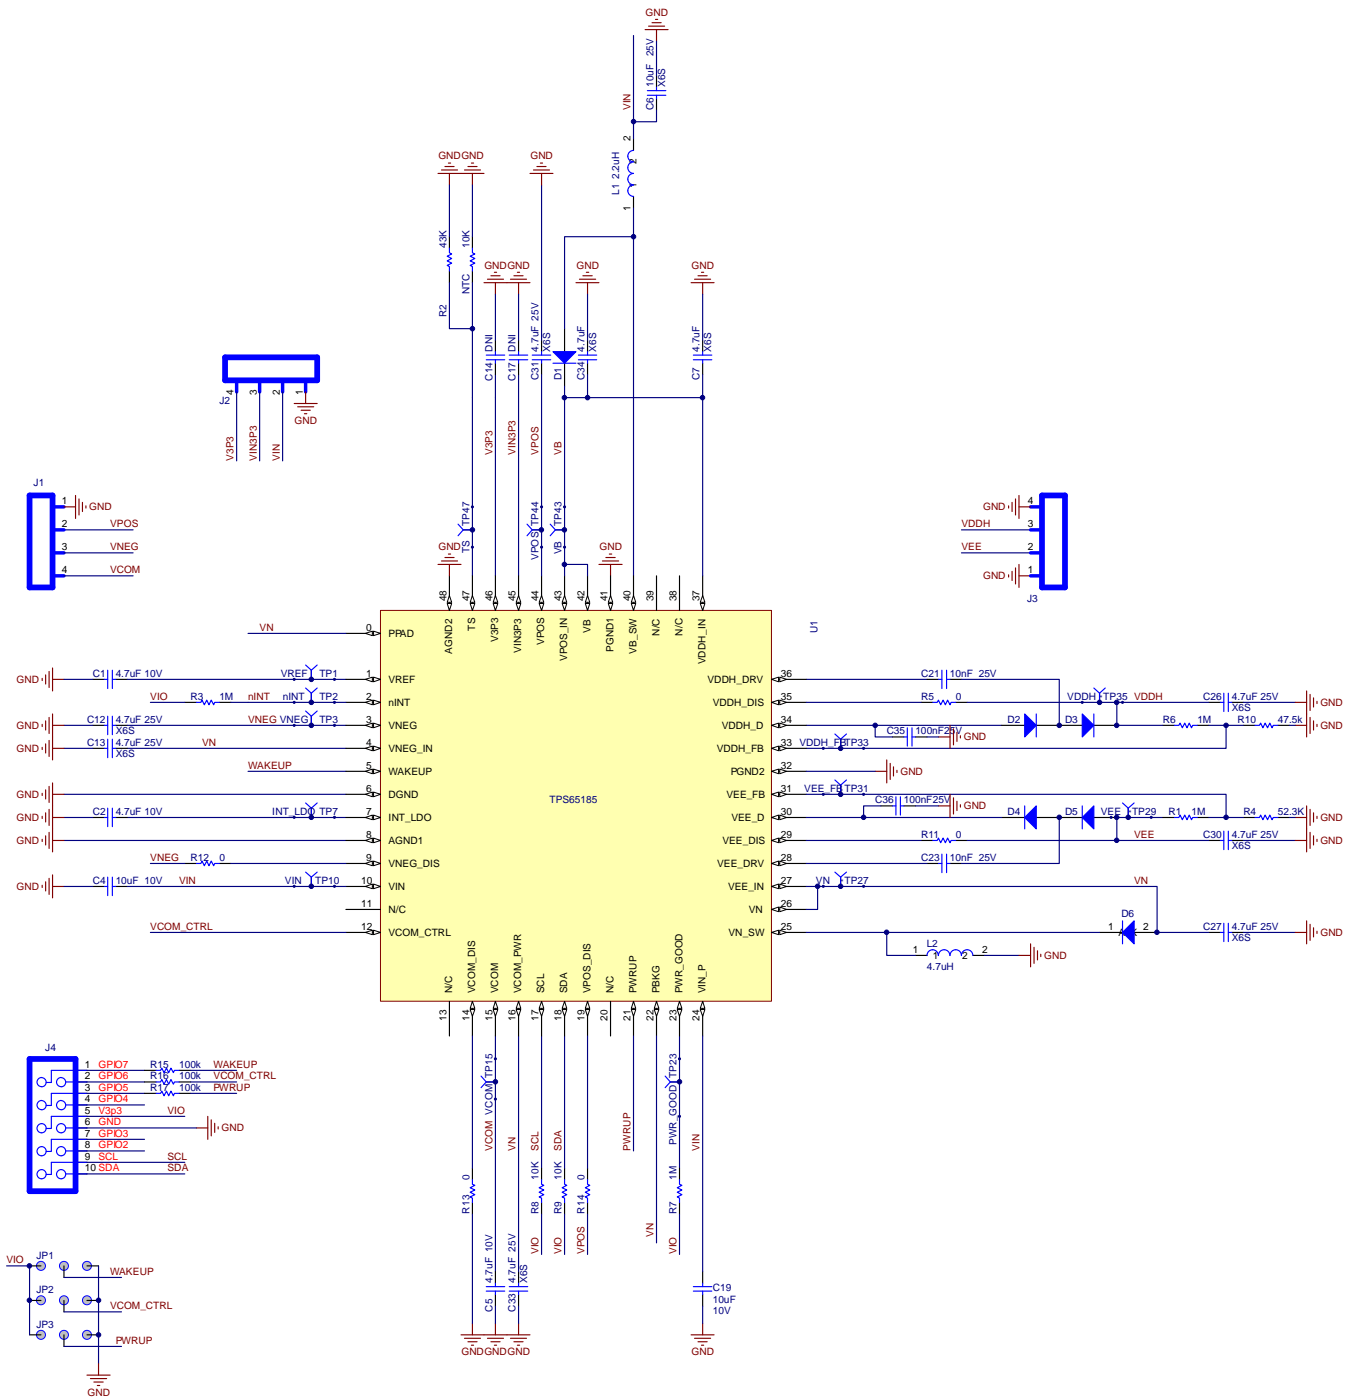 GND
C6 10uF 25V
X6S
VIN
2
L1 2.2uH
1
GND GND GND
43K 10K
R2 NTC
GND GND GND GND
C14 DNI
C17 DNI
C31 4.7uF 25V
X6S
D1
C34 4.7uF
X6S
C7 4.7uF
X6S
V3P3 VIN3P3 VPOS VB
J2
4 3 2 1
GND
V3P3 VIN3P3 VIN
J1
1 GND
2 VPOS
3 VNEG
4 VCOM
GND 4
VDDH 3
VEE 2
GND 1
J3
TS TP47
VPOS TP44
VB TP43
GND GND
48 47 46 45 44 43 42 41 40 39 38 37
AGND2 TS V3P3 VIN3P3 VPOS VPOS_IN VB PGND1 VB_SW N/C N/C VDDH_IN
U1
TPS65185
VN 0 PPAD
GND C1 4.7uF 10V VREF TP1 1 VREF
VIO R3 1M nINT nINT TP2 2 nINT
GND C12 4.7uF 25V X6S VNEG VNEG TP3 3 VNEG
GND C13 4.7uF 25V X6S VN 4 VNEG_IN
WAKEUP 5 WAKEUP
GND 6 DGND
GND C2 4.7uF 10V INT_LDO TP7 7 INT_LDO
GND 8 AGND1
VNEG R12 0 9 VNEG_DIS
GND C4 10uF 10V VIN VIN TP10 10 VIN
11 N/C
VCOM_CTRL 12 VCOM_CTRL
VDDH_DRV 36 C21 10nF 25V
VDDH_DIS 35 R5 0 VDDH TP35 VDDH C26 4.7uF 25V X6S GND
VDDH_D 34 D2 D3 R6 1M R10 47.5k GND
C35 100nF25V GND
VDDH_FB 33 VDDH_FB TP33
PGND2 32 GND
VEE_FB 31 VEE_FB TP31
C36 100nF25V GND
VEE_D 30 D4 D5 VEE TP29 R1 1M R4 52.3K GND
VEE_DIS 29 R11 0 VEE C30 4.7uF 25V X6S GND
VEE_DRV 28 C23 10nF 25V
VEE_IN 27 VN TP27 VN
VN 26
VN_SW 25 1 D6 2 C27 4.7uF 25V X6S GND
L2
1 1 2 2 GND
4.7uH
N/C VCOM_DIS VCOM VCOM_PWR SCL SDA VPOS_DIS N/C PWRUP PBKG PWR_GOOD VIN_P
13 14 15 16 17 18 19 20 21 22 23 24
VCOM TP15
PWR_GOOD TP23
VCOM VN SCL SDA PWRUP VIN
R13 0
R8 10K
R9 10K
R14 0
R7 1M
VIO VIO VPOS VN VIO
C5 4.7uF 10V
C33 4.7uF 25V
X6S
C19
10uF
10V
GND GND GND GND
J4
1 GPIO7 R15 100k WAKEUP
2 GPIO6 R16 100k VCOM_CTRL
3 GPIO5 R17 100k PWRUP
4 GPIO4
5 V3p3 VIO
6 GND GND
7 GPIO3
8 GPIO2
9 SCL SCL
10 SDA SDA
VIO JP1
WAKEUP
JP2
VCOM_CTRL
JP3
PWRUP
GND